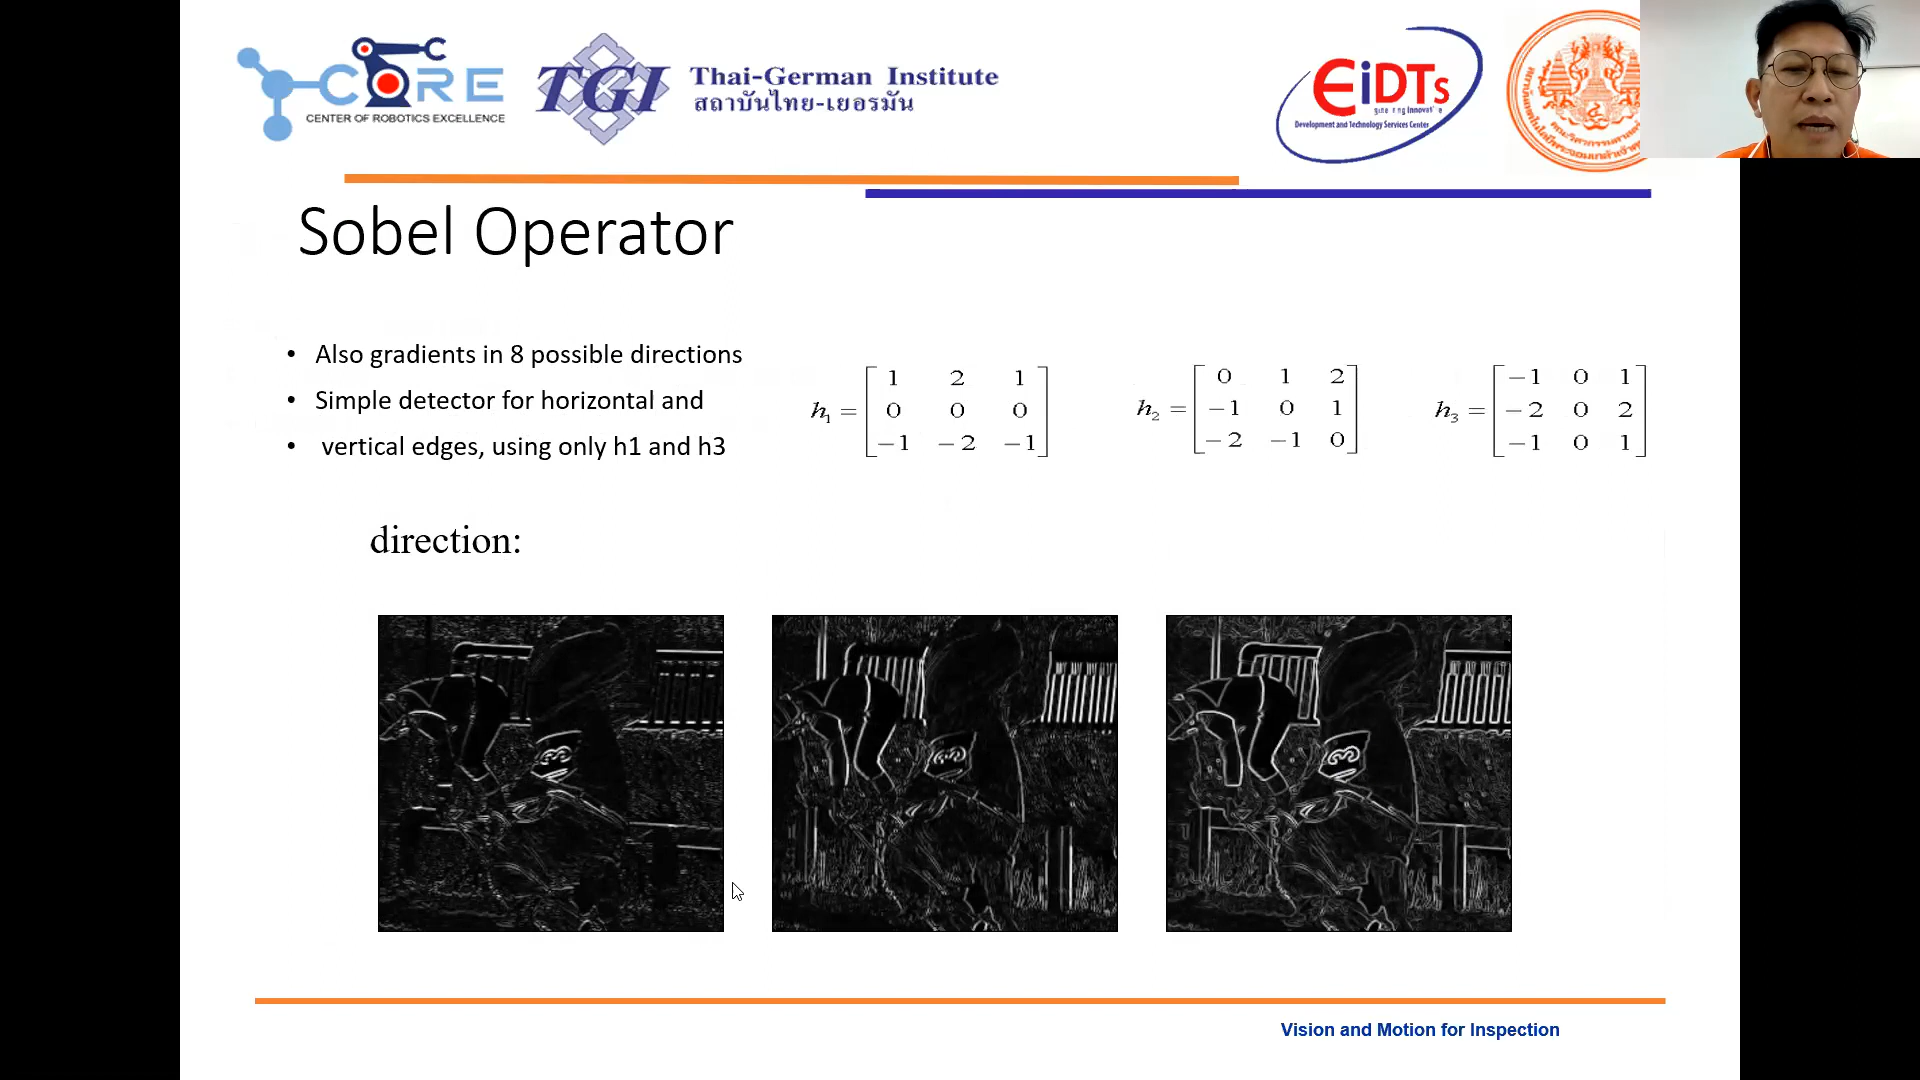 CORE
CENTER OF ROBOTICS EXCELLENCE
TGI
Thai-German Institute
สถาบันไทย-เยอรมัน
EiDTs
Development and Technology Services Center
Sobel Operator
• Also gradients in 8 possible directions
• Simple detector for horizontal and
• vertical edges, using only h1 and h3
h₁ = [1 2 1
0 0 0
−1 −2 −1]
h₂ = [0 1 2
−1 0 1
−2 −1 0]
h₃ = [−1 0 1
−2 0 2
−1 0 1]
direction:
Vision and Motion for Inspection